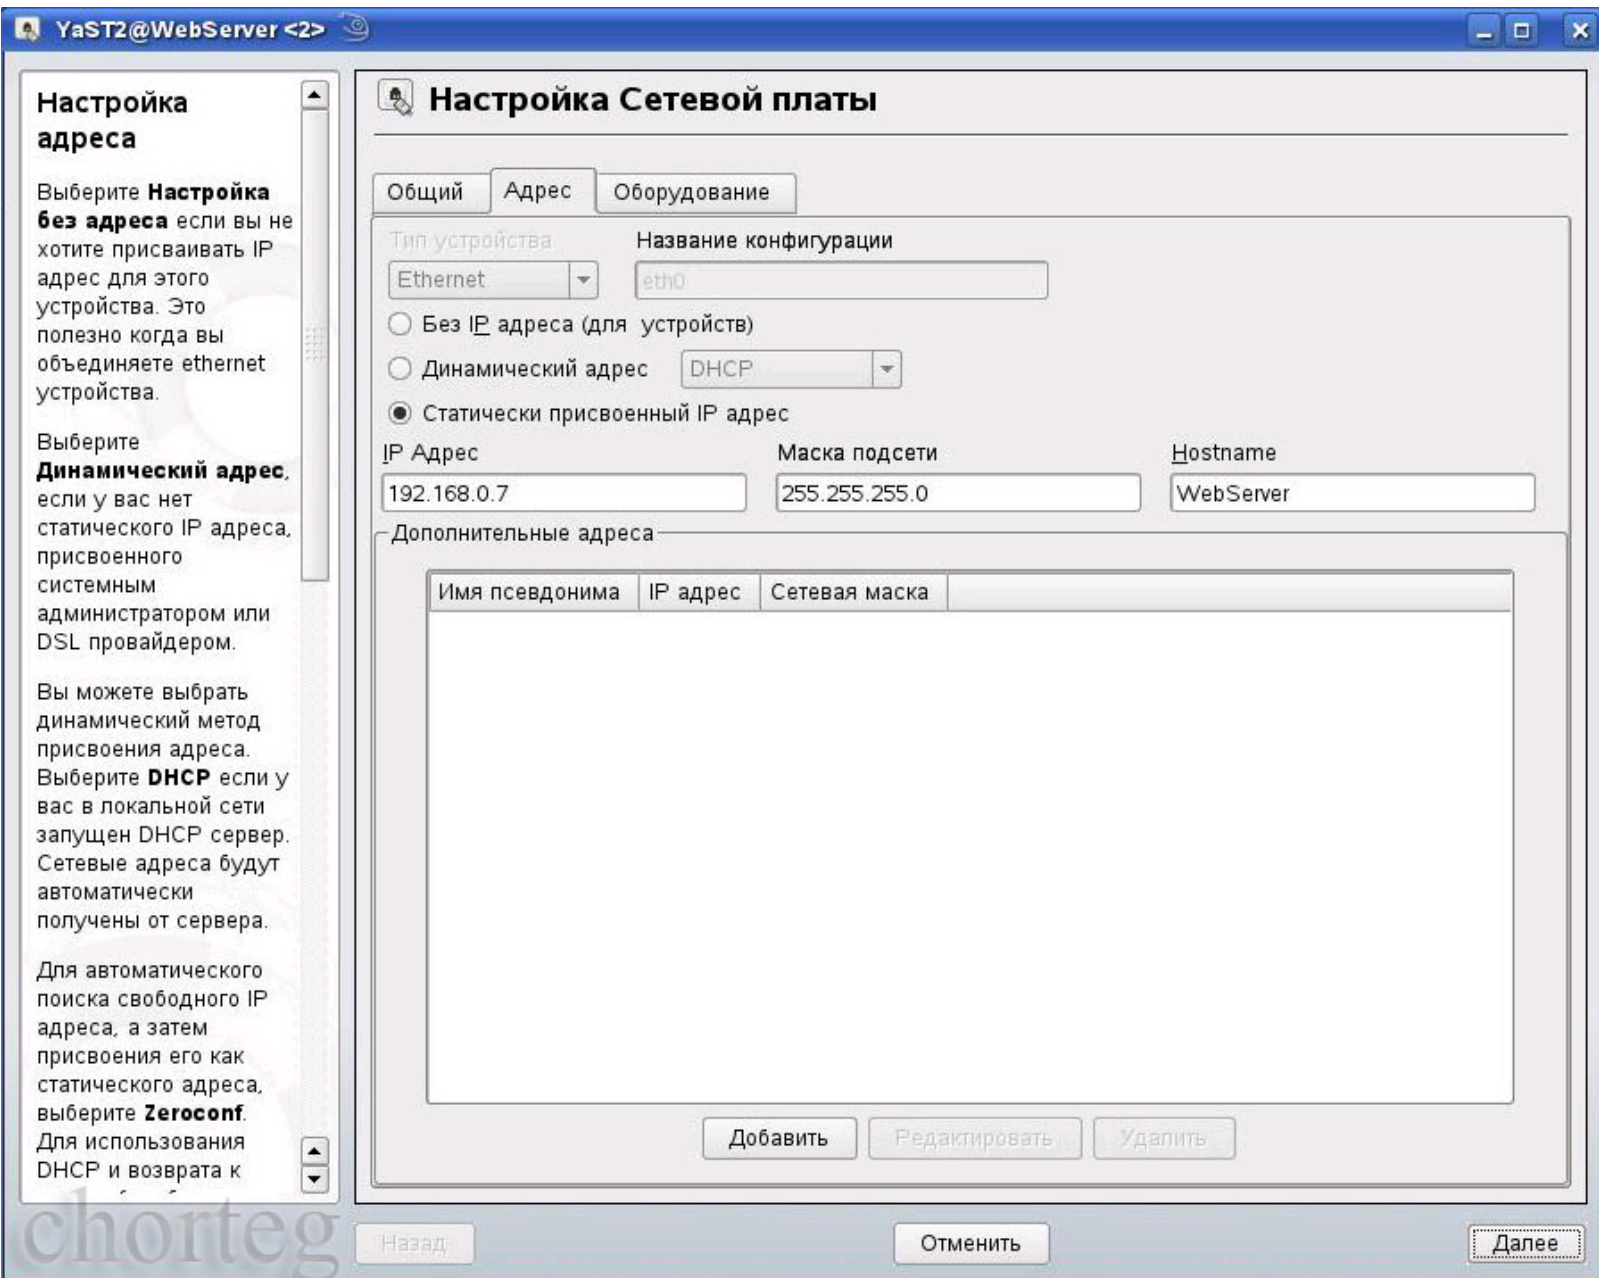 YaST2@WebServer <2>
Настройка
адреса
Выберите Настройка
без адреса если вы не
хотите присваивать IP
адрес для этого
устройства. Это
полезно когда вы
объединяете ethernet
устройства.
Выберите
Динамический адрес,
если у вас нет
статического IP адреса,
присвоенного
системным
администратором или
DSL провайдером.
Вы можете выбрать
динамический метод
присвоения адреса.
Выберите DHCP если у
вас в локальной сети
запущен DHCP сервер.
Сетевые адреса будут
автоматически
получены от сервера.
Для автоматического
поиска свободного IP
адреса, а затем
присвоения его как
статического адреса,
выберите Zeroconf.
Для использования
DHCP и возврата к
Настройка Сетевой платы
Общий
Адрес
Оборудование
Тип устройства
Название конфигурации
Ethernet
eth0
Без IP адреса (для устройств)
Динамический адрес
DHCP
Статически присвоенный IP адрес
IP Адрес
Маска подсети
Hostname
192.168.0.7
255.255.255.0
WebServer
Дополнительные адреса
Имя псевдонима
IP адрес
Сетевая маска
Добавить
Редактировать
Удалить
chorteg
Назад
Отменить
Далее